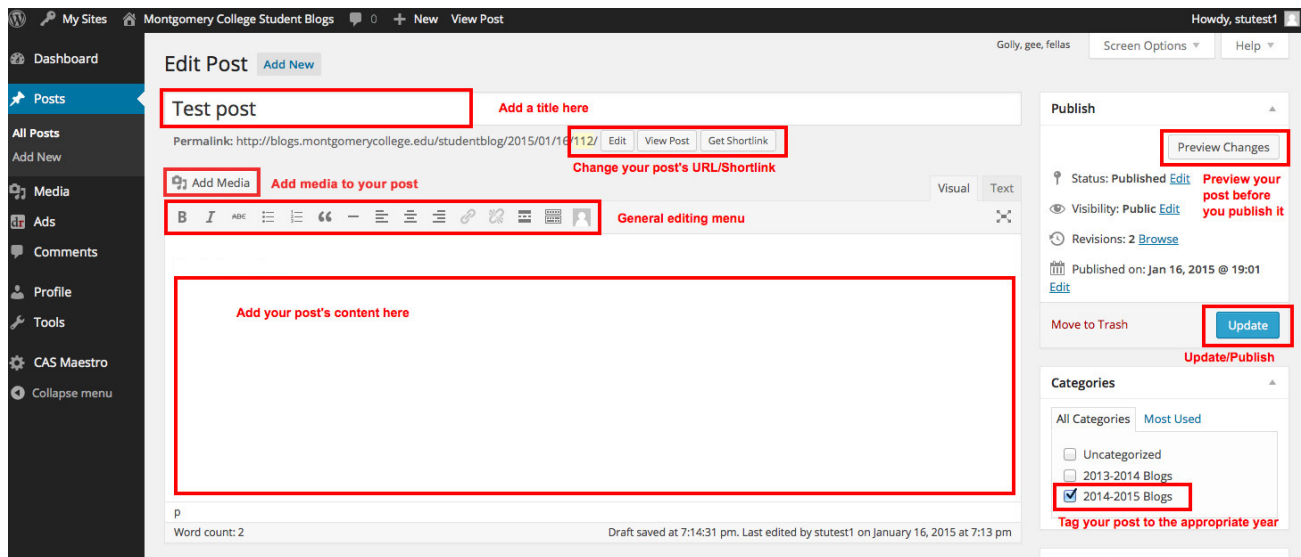 My Sites Montgomery College Student Blogs 0 + New View Post Howdy, stutest1
Golly, gee, fellas Screen Options Help
Dashboard
Posts
All Posts
Add New
Media
Ads
Comments
Profile
Tools
CAS Maestro
Collapse menu
Edit Post Add New
Test post Add a title here
Permalink: http://blogs.montgomerycollege.edu/studentblog/2015/01/16/112/ Edit View Post Get Shortlink
Change your post's URL/Shortlink
Add Media Add media to your post
Visual Text
B I ABC General editing menu
Add your post's content here
p
Word count: 2 Draft saved at 7:14:31 pm. Last edited by stutest1 on January 16, 2015 at 7:13 pm
Publish
Preview Changes
Status: Published Edit
Preview your
post before
you publish it
Visibility: Public Edit
Revisions: 2 Browse
Published on: Jan 16, 2015 @ 19:01
Edit
Move to Trash Update
Update/Publish
Categories
All Categories Most Used
Uncategorized
2013-2014 Blogs
2014-2015 Blogs
Tag your post to the appropriate year